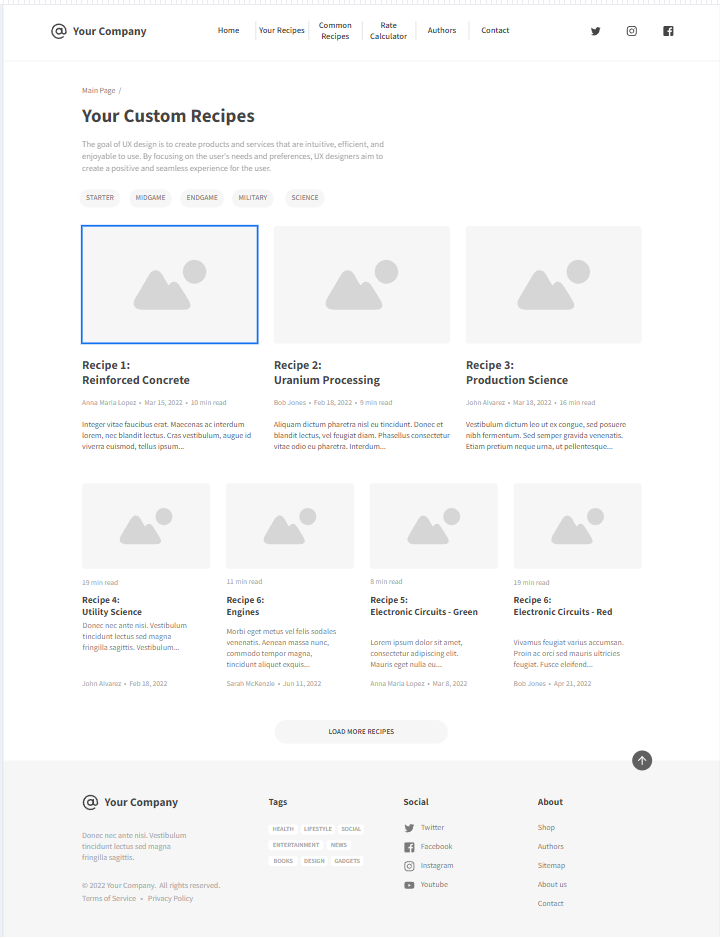 Your Company
Home
Your Recipes
Common
Recipes
Rate
Calculator
Authors
Contact
Main Page /
Your Custom Recipes
The goal of UX design is to create products and services that are intuitive, efficient, and
enjoyable to use. By focusing on the user's needs and preferences, UX designers aim to
create a positive and seamless experience for the user.
STARTER
MIDGAME
ENDGAME
MILITARY
SCIENCE
Recipe 1:
Reinforced Concrete
Anna Maria Lopez • Mar 15, 2022 • 10 min read
Integer vitae faucibus erat. Maecenas ac interdum
lorem, nec blandit lectus. Cras vestibulum, augue id
viverra euismod, tellus ipsum...
Recipe 2:
Uranium Processing
Bob Jones • Feb 18, 2022 • 9 min read
Aliquam dictum pharetra nisl eu tincidunt. Donec et
blandit lectus, vel feugiat diam. Phasellus consectetur
vitae odio eu pharetra. Interdum...
Recipe 3:
Production Science
John Alvarez • Mar 18, 2022 • 16 min read
Vestibulum dictum leo ut ex congue, sed posuere
nibh fermentum. Sed semper gravida venenatis.
Etiam pretium neque urna, ut pellentesque...
19 min read
Recipe 4:
Utility Science
Donec nec ante nisi. Vestibulum
tincidunt lectus sed magna
fringilla sagittis. Vestibulum...
John Alvarez • Feb 18, 2022
11 min read
Recipe 6:
Engines
Morbi eget metus vel felis sodales
venenatis. Aenean massa nunc,
commodo tempor magna,
tincidunt aliquet exquis...
Sarah McKenzie • Jun 11, 2022
8 min read
Recipe 5:
Electronic Circuits - Green
Lorem ipsum dolor sit amet,
consectetur adipiscing elit.
Mauris eget nulla eu...
Anna Maria Lopez • Mar 8, 2022
19 min read
Recipe 6:
Electronic Circuits - Red
Vivamus feugiat varius accumsan.
Proin ac orci sed mauris ultricies
feugiat. Fusce eleifend...
Bob Jones • Apr 21, 2022
LOAD MORE RECIPES
Your Company
Donec nec ante nisi. Vestibulum
tincidunt lectus sed magna
fringilla sagittis.
© 2022 Your Company. All rights reserved.
Terms of Service • Privacy Policy
Tags
HEALTH
LIFESTYLE
SOCIAL
ENTERTAINMENT
NEWS
BOOKS
DESIGN
GADGETS
Social
Twitter
Facebook
Instagram
Youtube
About
Shop
Authors
Sitemap
About us
Contact